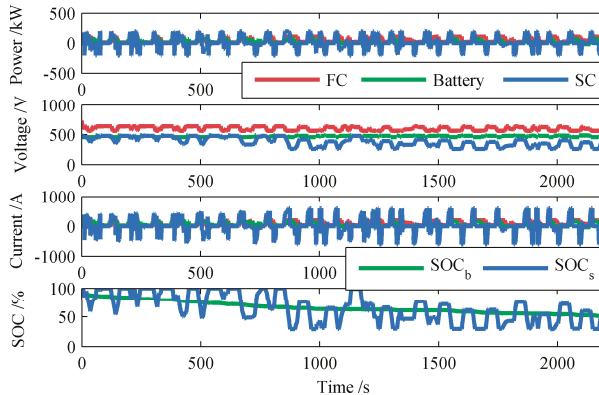 500
0
-500
Power /kW
0
500
FC Battery SC
1000
500
0
Voltage /V
0 500 1000 1500 2000
1000
0
-1000
Current /A
0 500 1000
SOCb SOCs
100
50
0
SOC /%
0 500 1000 1500 2000
Time /s